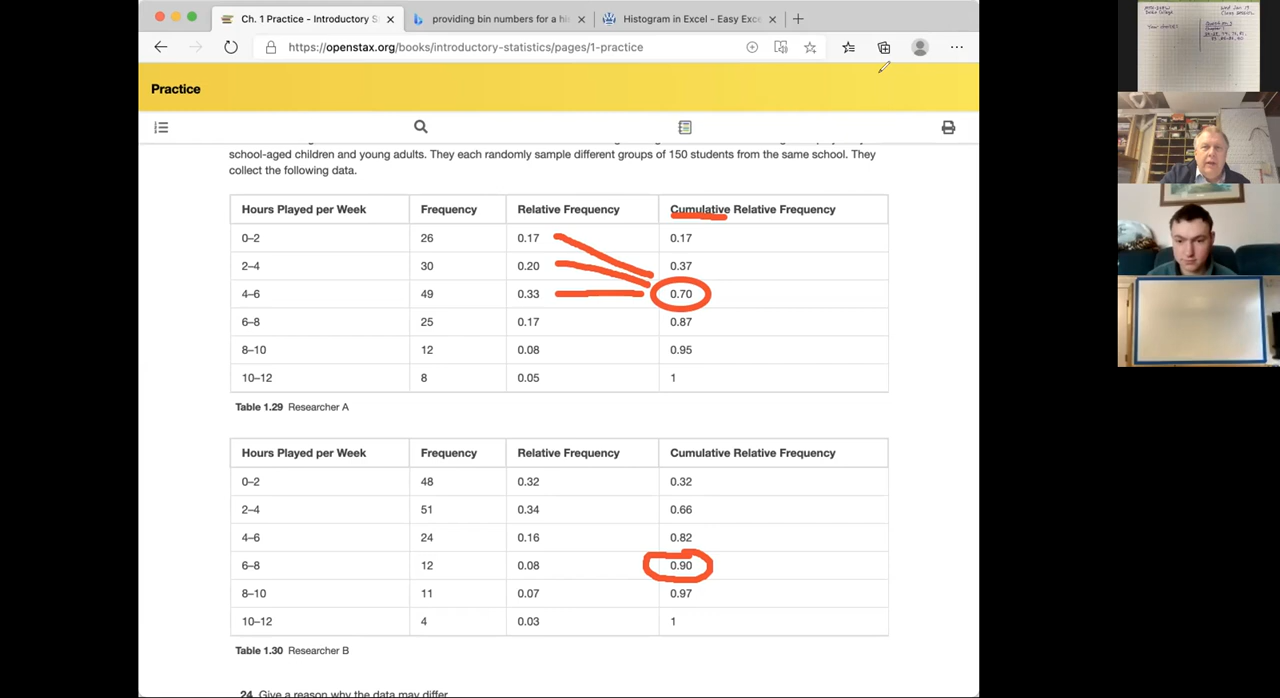 Ch. 1 Practice - Introductory S
providing bin numbers for a hi
Histogram in Excel - Easy Exc
https://openstax.org/books/introductory-statistics/pages/1-practice
Practice
school-aged children and young adults. They each randomly sample different groups of 150 students from the same school. They
collect the following data.
Hours Played per Week Frequency Relative Frequency Cumulative Relative Frequency
0–2 26 0.17 0.17
2–4 30 0.20 0.37
4–6 49 0.33 0.70
6–8 25 0.17 0.87
8–10 12 0.08 0.95
10–12 8 0.05 1
Table 1.29 Researcher A
Hours Played per Week Frequency Relative Frequency Cumulative Relative Frequency
0–2 48 0.32 0.32
2–4 51 0.34 0.66
4–6 24 0.16 0.82
6–8 12 0.08 0.90
8–10 11 0.07 0.97
10–12 4 0.03 1
Table 1.30 Researcher B
24 Give a reason why the data may differ